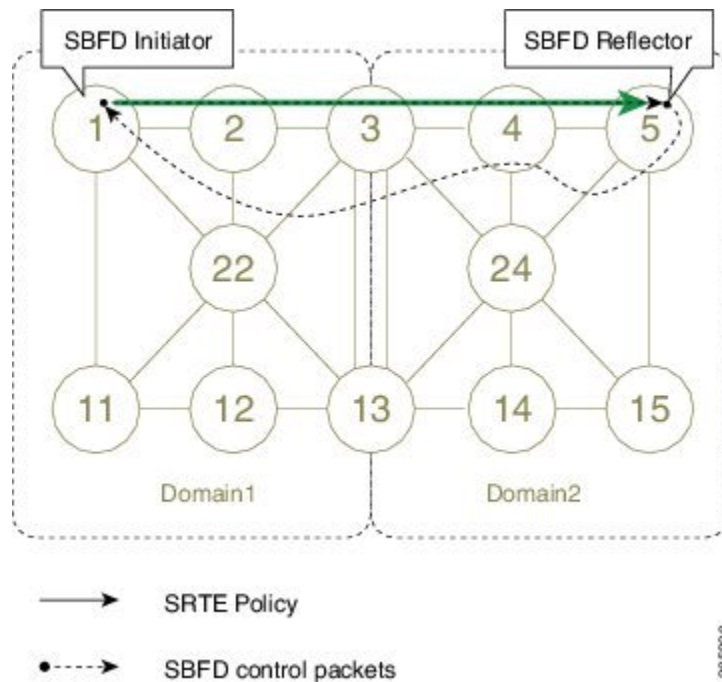 SBFD Initiator
SBFD Reflector
1 2 3 4 5
22 24
11 12 13 14 15
Domain1 Domain2
SRTE Policy
SBFD control packets